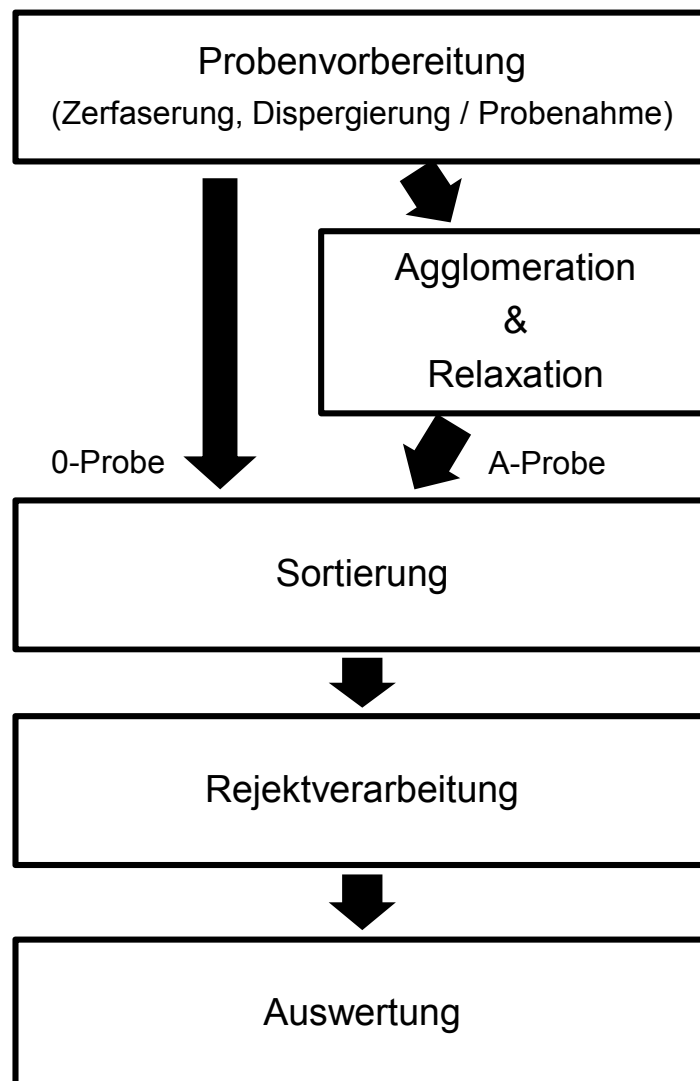 Probenvorbereitung
(Zerfaserung, Dispergierung / Probenahme)
Agglomeration
&
Relaxation
0-Probe
A-Probe
Sortierung
Rejektverarbeitung
Auswertung